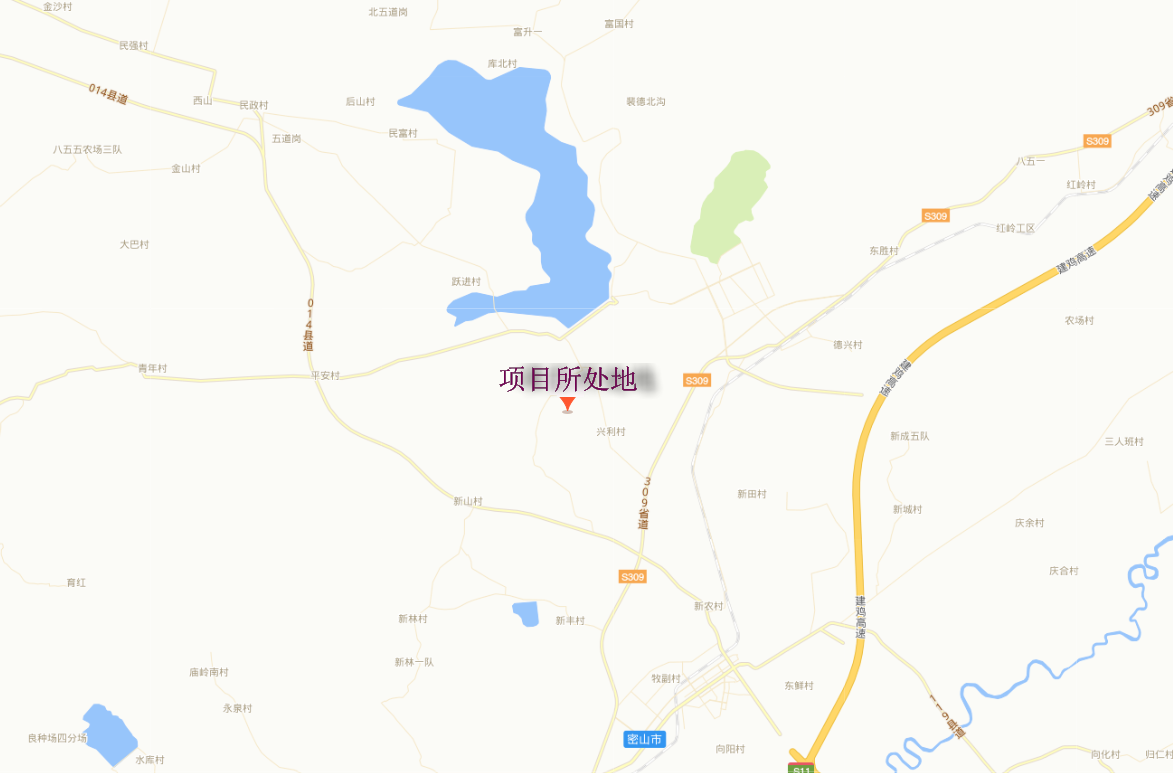 金沙村
北五道岗
富国村
富升一
民强村
库北村
014县道
西山
民政村
后山村
裴德北沟
309省
民富村
五道岗
S309
八五五农场三队
八五一
金山村
红岭村
S309
红岭工区
大巴村
东胜村
建鸡高速
跃进村
014县道
农场村
德兴村
青年村
平安村
项目所处地
S309
建鸡高速
兴利村
新成五队
三人班村
309省道
新山村
新田村
新城村
庆余村
S309
庆合村
育红
新农村
建鸡高速
新林村
新丰村
新林一队
庙岭南村
牧副村
东鲜村
永泉村
119县道
良种场四分场
密山市
向阳村
水库村
向化村
归仁村
S11